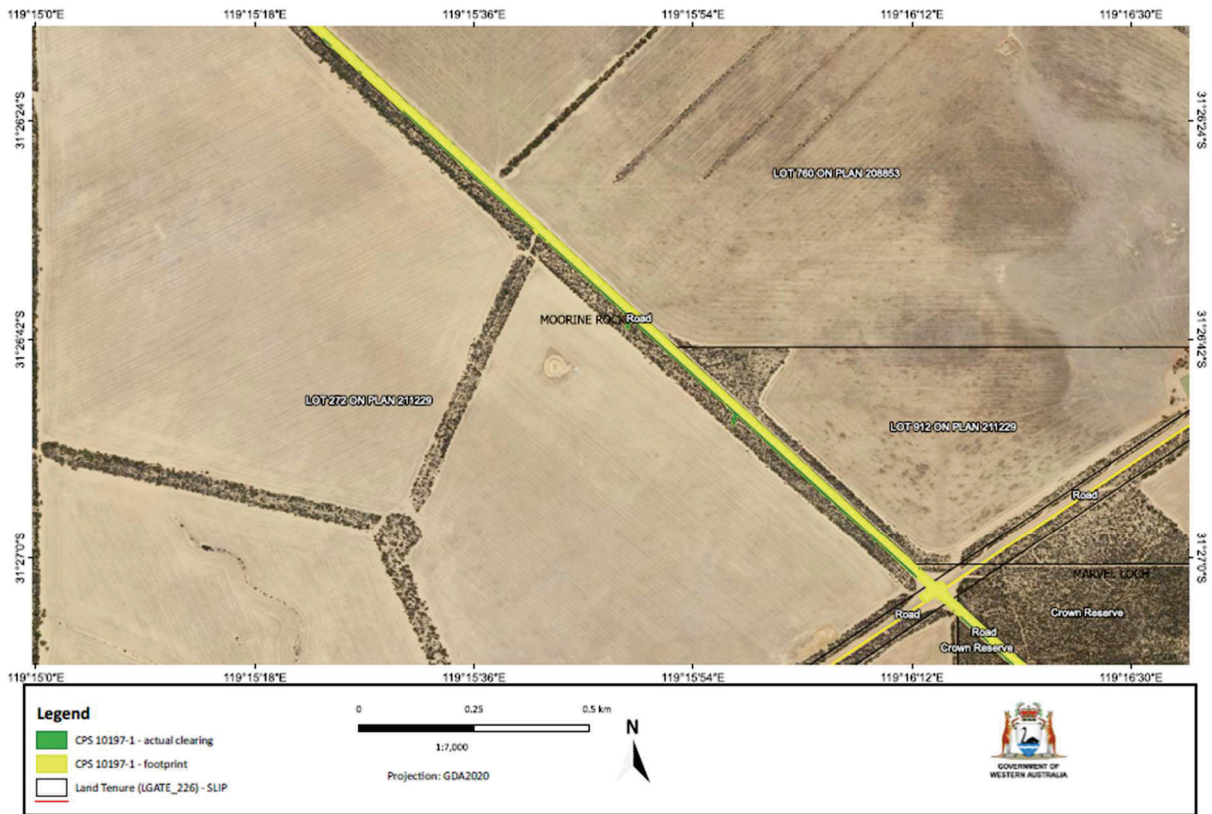 119°15'0"E 119°15'18"E 119°15'36"E 119°15'54"E 119°16'12"E 119°16'30"E
31°26'24"S
31°26'24"S
LOT 760 ON PLAN 208853
MOORINE ROCK
Road
31°26'42"S
31°26'42"S
LOT 272 ON PLAN 211229
LOT 912 ON PLAN 211229
Road
31°27'0"S
31°27'0"S
MARVEL LOCH
Crown Reserve
Road
Road
Crown Reserve
119°15'0"E 119°15'18"E 119°15'36"E 119°15'54"E 119°16'12"E 119°16'30"E
Legend
CPS 10197-1 - actual clearing
CPS 10197-1 - footprint
Land Tenure (LGATE_226) - SLIP
0 0.25 0.5 km
1:7,000
Projection: GDA2020
N
GOVERNMENT OF
WESTERN AUSTRALIA